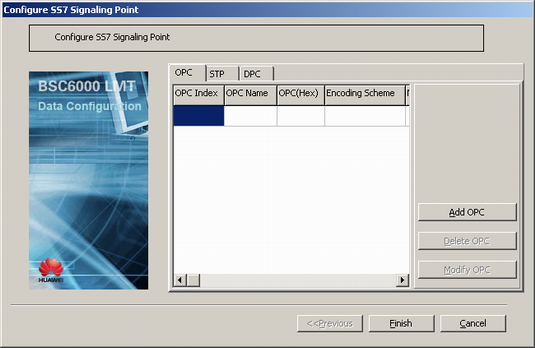 Configure SS7 Signaling Point
Configure SS7 Signaling Point
BSC6000 LMT
Data Configuration
HUAWEI
OPC STP DPC
OPC Index OPC Name OPC(Hex) Encoding Scheme
Add OPC
Delete OPC
Modify OPC
<<Previous Finish Cancel